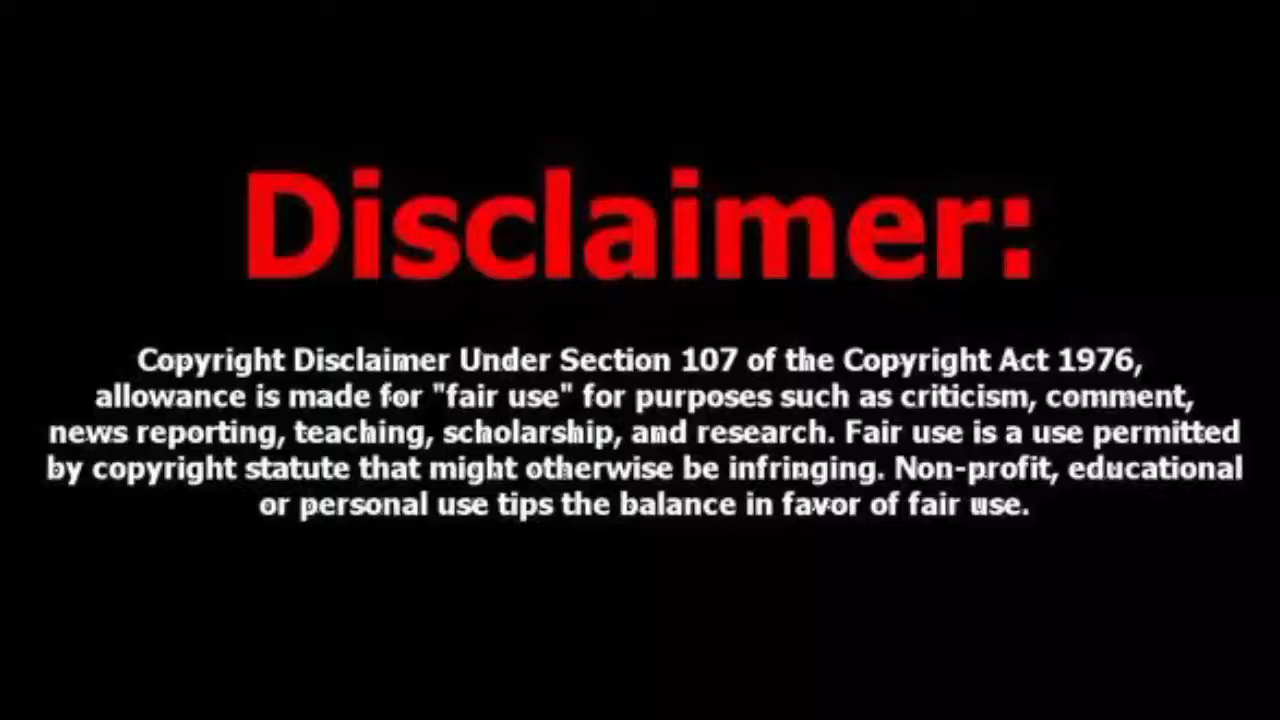 Disclaimer:
Copyright Disclaimer Under Section 107 of the Copyright Act 1976,
allowance is made for "fair use" for purposes such as criticism, comment,
news reporting, teaching, scholarship, and research. Fair use is a use permitted
by copyright statute that might otherwise be infringing. Non-profit, educational
or personal use tips the balance in favor of fair use.